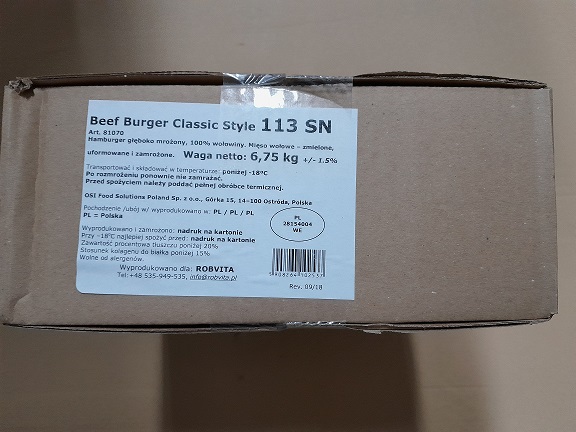 Beef Burger Classic Style 113 SN
Art. 81070
Hamburger głęboko mrożony, 100% wołowiny. Mięso wołowe – zmielone,
uformowane i zamrożone. Waga netto: 6,75 kg +/- 1.5%
Transportować i składować w temperaturze: poniżej -18°C
Po rozmrożeniu ponownie nie zamrażać.
Przed spożyciem należy poddać pełnej obróbce termicznej.
OSI Food Solutions Poland Sp. z o.o., Górka 15, 14-100 Ostróda, Polska
Pochodzenie /ubój w/ wyprodukowano w: PL / PL / PL
PL = Polska
PL
28154004
WE
Wyprodukowano i zamrożono: nadruk na kartonie
Przy -18°C najlepiej spożyć przed: nadruk na kartonie
Zawartość procentowa tłuszczu poniżej 20%
Stosunek kolagenu do białka poniżej 15%
Wolne od alergenów.
Wyprodukowano dla: ROBVITA
Tel:+48 535-949-535, info@robvita.pl
Rev. 09/18